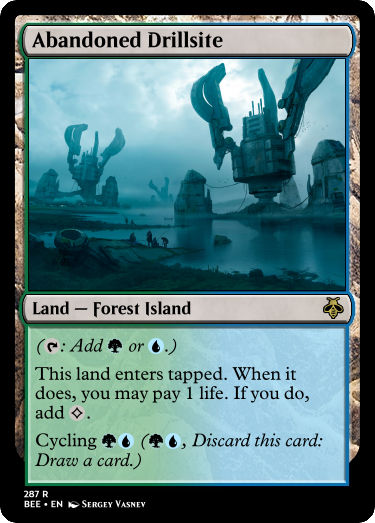 Abandoned Drillsite
Land — Forest Island
(: Add or .)
This land enters tapped. When it
does, you may pay 1 life. If you do,
add .
Cycling (, Discard this card:
Draw a card.)
287 R
BEE • EN Sergey Vasnev